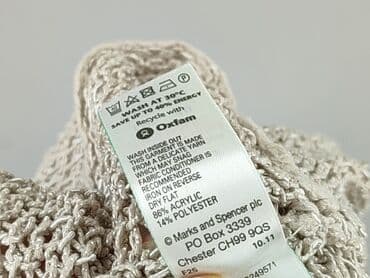 WASH AT 30°C
SAVE UP TO 40% ENERGY
Recycle with
Oxfam
WASH INSIDE OUT
THIS GARMENT IS MADE
FROM A DELICATE YARN
WHICH MAY SNAG
FABRIC CONDITIONER IS
RECOMMENDED
IRON ON REVERSE
DRY FLAT
86% ACRYLIC
14% POLYESTER
© Marks and Spencer plc
PO Box 3339
Chester CH99 9QS
10.11